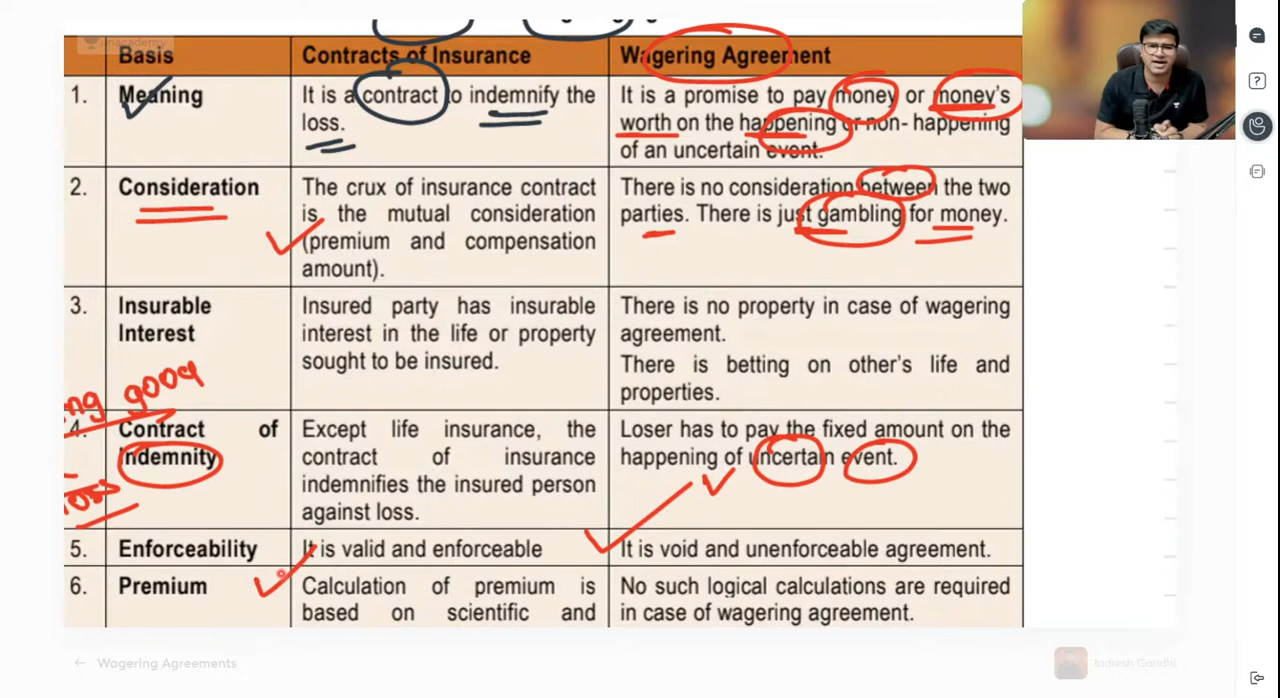 unacademy
Basis Contracts of Insurance Wagering Agreement
1. Meaning It is a contract to indemnify the It is a promise to pay money or money's
loss. worth on the happening or non- happening
of an uncertain event.
2. Consideration The crux of insurance contract There is no consideration between the two
is the mutual consideration parties. There is just gambling for money.
(premium and compensation
amount).
3. Insurable Insured party has insurable There is no property in case of wagering
Interest interest in the life or property agreement.
sought to be insured. There is betting on other's life and
properties.
good
4. Contract of Except life insurance, the Loser has to pay the fixed amount on the
Indemnity contract of insurance happening of uncertain event.
indemnifies the insured person
loss against loss.
5. Enforceability It is valid and enforceable It is void and unenforceable agreement.
6. Premium Calculation of premium is No such logical calculations are required
based on scientific and in case of wagering agreement.
← Wagering Agreements Indresh Gandhi